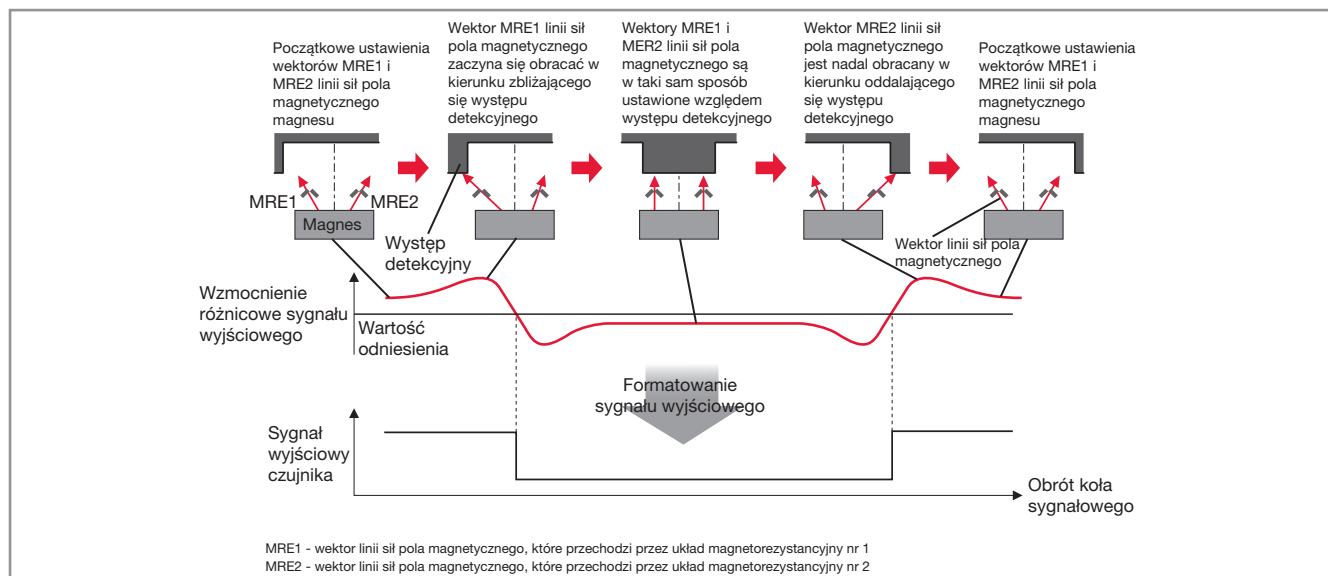 Początkowe ustawienia
wektorów MRE1 i
MRE2 linii sił pola
magnetycznego
magnesu
Wektor MRE1 linii sił
pola magnetycznego
zaczyna się obracać w
kierunku zbliżającego
się występu
detekcyjnego
Wektory MRE1 i
MER2 linii sił pola
magnetycznego są
w taki sam sposób
ustawione względem
występu detekcyjnego
Wektor MRE2 linii sił
pola magnetycznego
jest nadal obracany w
kierunku oddalającego
się występu
detekcyjnego
Początkowe ustawienia
wektorów MRE1 i
MRE2 linii sił pola
magnetycznego
magnesu
MRE1
MRE2
Magnes
Występ
detekcyjny
Wektor linii sił pola
magnetycznego
Wzmocnienie
różnicowe sygnału
wyjściowego
Wartość
odniesienia
Formatowanie
sygnału wyjściowego
Sygnał
wyjściowy
czujnika
Obrót koła
sygnałowego
MRE1 - wektor linii sił pola magnetycznego, które przechodzi przez układ magnetorezystancyjny nr 1
MRE2 - wektor linii sił pola magnetycznego, które przechodzi przez układ magnetorezystancyjny nr 2